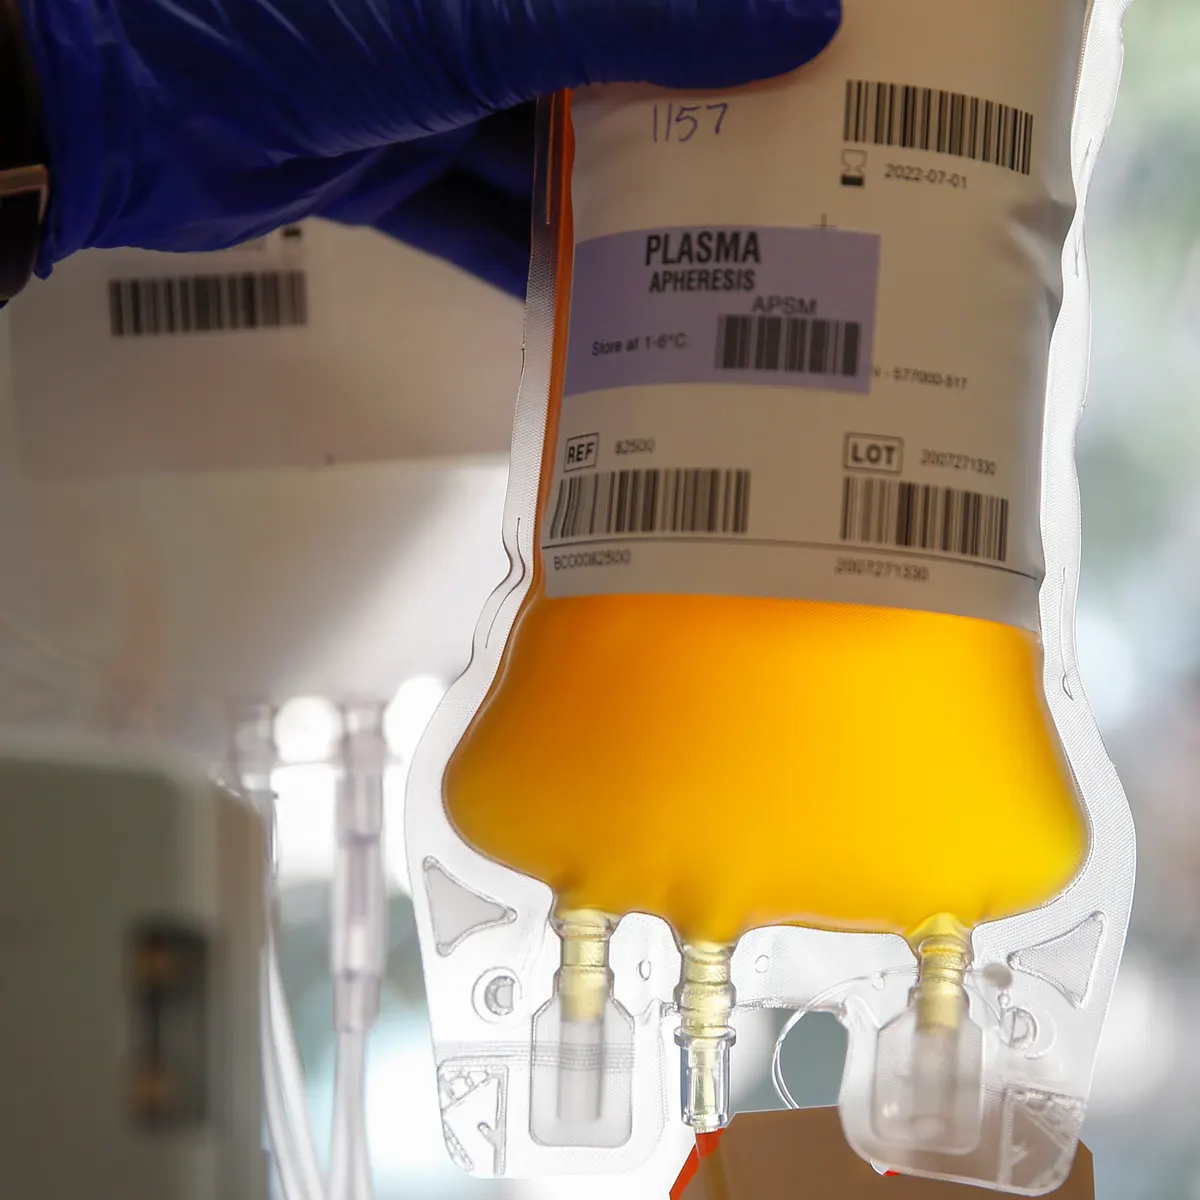 1157
2022-07-01
PLASMA
APHERESIS
APSM
Store at 1-6°C.
REF 82500
LOT 2007271330
BC00082500
2007271330